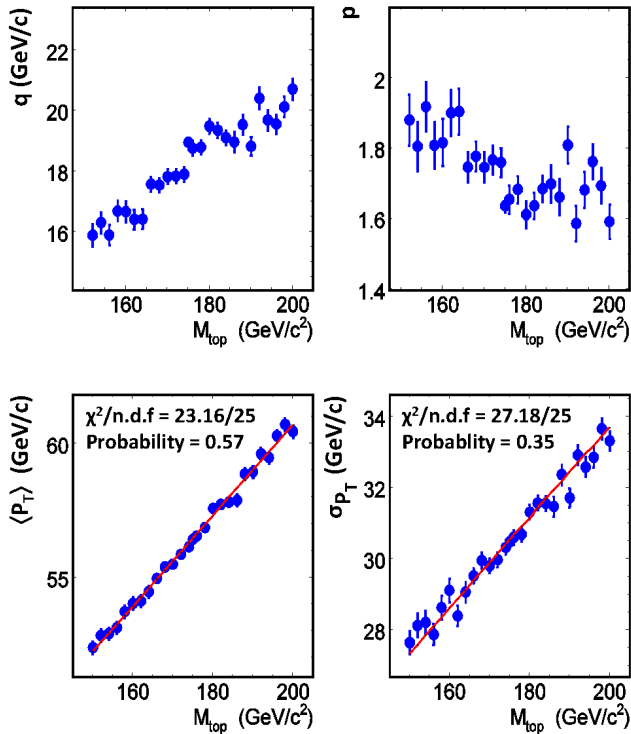 q (GeV/c)
22
20
18
16
160
180
200
M_top (GeV/c²)
p
2
1.8
1.6
1.4
160
180
200
M_top (GeV/c²)
⟨P_T⟩ (GeV/c)
χ²/n.d.f = 23.16/25
Probability = 0.57
60
55
160
180
200
M_top (GeV/c²)
σ_P_T (GeV/c)
χ²/n.d.f = 27.18/25
Probability = 0.35
34
32
30
28
160
180
200
M_top (GeV/c²)